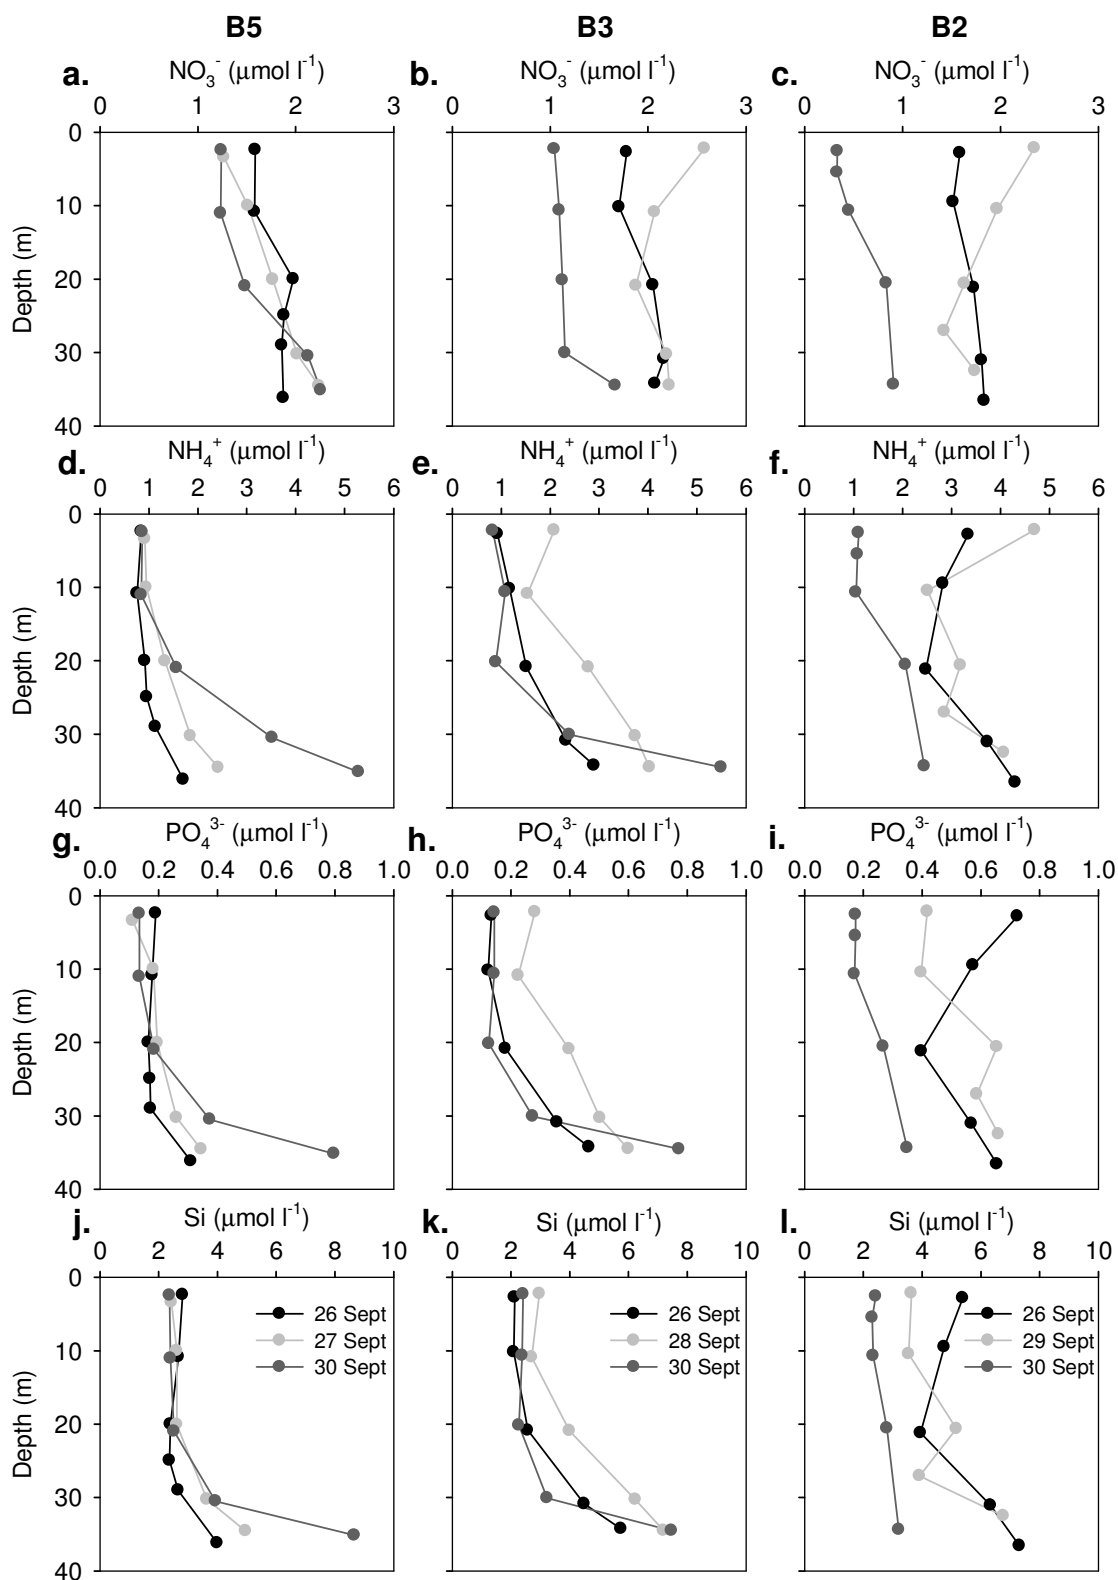 B5 B3 B2
a. NO₃⁻ (μmol l⁻¹) b. NO₃⁻ (μmol l⁻¹) c. NO₃⁻ (μmol l⁻¹)
0 1 2 3 0 1 2 3 0 1 2 3
0
10
20
30
40
Depth (m)
d. NH₄⁺ (μmol l⁻¹) e. NH₄⁺ (μmol l⁻¹) f. NH₄⁺ (μmol l⁻¹)
0 1 2 3 4 5 6 0 1 2 3 4 5 6 0 1 2 3 4 5 6
0
10
20
30
40
Depth (m)
g. PO₄³⁻ (μmol l⁻¹) h. PO₄³⁻ (μmol l⁻¹) i. PO₄³⁻ (μmol l⁻¹)
0.0 0.2 0.4 0.6 0.8 1.0 0.0 0.2 0.4 0.6 0.8 1.0 0.0 0.2 0.4 0.6 0.8 1.0
0
10
20
30
40
Depth (m)
j. Si (μmol l⁻¹) k. Si (μmol l⁻¹) l. Si (μmol l⁻¹)
0 2 4 6 8 10 0 2 4 6 8 10 0 2 4 6 8 10
0
10
20
30
40
Depth (m)
26 Sept 26 Sept 26 Sept
27 Sept 28 Sept 29 Sept
30 Sept 30 Sept 30 Sept